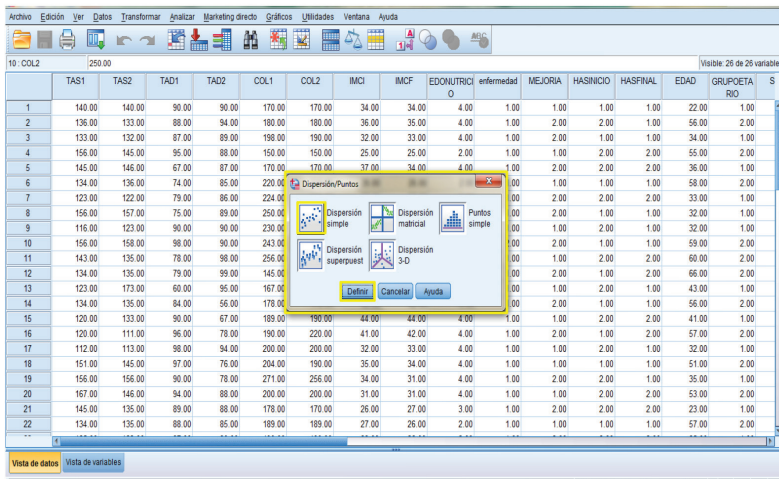 Archivo Edición Ver Datos Transformar Analizar Marketing directo Gráficos Utilidades Ventana Ayuda
10 : COL2 250.00 Visible: 26 de 26 variable
TAS1 TAS2 TAD1 TAD2 COL1 COL2 IMCI IMCF EDONUTRICI O enfermedad MEJORIA HASINICIO HASFINAL EDAD GRUPOETA RIO S
1 140.00 140.00 90.00 90.00 170.00 170.00 34.00 34.00 4.00 1.00 1.00 1.00 1.00 22.00 1.00
2 136.00 133.00 88.00 94.00 180.00 180.00 36.00 35.00 4.00 1.00 2.00 2.00 1.00 56.00 2.00
3 133.00 132.00 87.00 89.00 198.00 190.00 32.00 33.00 4.00 1.00 2.00 1.00 1.00 34.00 1.00
4 156.00 145.00 95.00 88.00 150.00 150.00 25.00 25.00 2.00 1.00 1.00 2.00 2.00 55.00 2.00
5 145.00 146.00 67.00 87.00 170.00 170.00 37.00 34.00 4.00 1.00 2.00 2.00 2.00 36.00 1.00
6 134.00 136.00 74.00 85.00 220.00 .00 1.00 1.00 1.00 58.00 2.00
7 123.00 122.00 79.00 86.00 224.00 .00 2.00 1.00 1.00 33.00 2.00
8 156.00 157.00 75.00 89.00 250.00 .00 1.00 2.00 1.00 32.00 1.00
9 116.00 123.00 90.00 90.00 230.00 .00 1.00 2.00 1.00 32.00 1.00
10 156.00 158.00 98.00 90.00 243.00 .00 2.00 1.00 1.00 59.00 2.00
11 143.00 135.00 78.00 98.00 256.00 .00 2.00 2.00 2.00 60.00 2.00
12 134.00 135.00 79.00 99.00 145.00 .00 1.00 2.00 1.00 66.00 2.00
13 123.00 173.00 60.00 95.00 167.00 .00 1.00 2.00 1.00 43.00 1.00
14 134.00 135.00 84.00 56.00 178.00 .00 2.00 1.00 1.00 56.00 2.00
15 120.00 133.00 90.00 67.00 189.00 190.00 44.00 44.00 4.00 1.00 1.00 2.00 2.00 41.00 1.00
16 120.00 111.00 96.00 78.00 190.00 220.00 41.00 42.00 4.00 1.00 2.00 1.00 2.00 57.00 2.00
17 112.00 113.00 98.00 94.00 200.00 200.00 32.00 33.00 4.00 1.00 1.00 2.00 1.00 32.00 1.00
18 151.00 145.00 97.00 76.00 204.00 190.00 35.00 34.00 4.00 1.00 1.00 1.00 1.00 51.00 2.00
19 156.00 156.00 90.00 78.00 271.00 256.00 34.00 31.00 4.00 1.00 2.00 2.00 1.00 35.00 1.00
20 167.00 146.00 94.00 88.00 200.00 200.00 31.00 31.00 4.00 1.00 2.00 1.00 2.00 53.00 2.00
21 145.00 135.00 89.00 88.00 178.00 170.00 26.00 27.00 3.00 1.00 2.00 2.00 2.00 23.00 1.00
22 134.00 135.00 88.00 85.00 189.00 189.00 27.00 26.00 2.00 1.00 1.00 1.00 1.00 57.00 2.00
Dispersión/Puntos
Dispersión simple Dispersión matricial Puntos simple
Dispersión superpuest Dispersión 3-D
Definir Cancelar Ayuda
Vista de datos Vista de variables